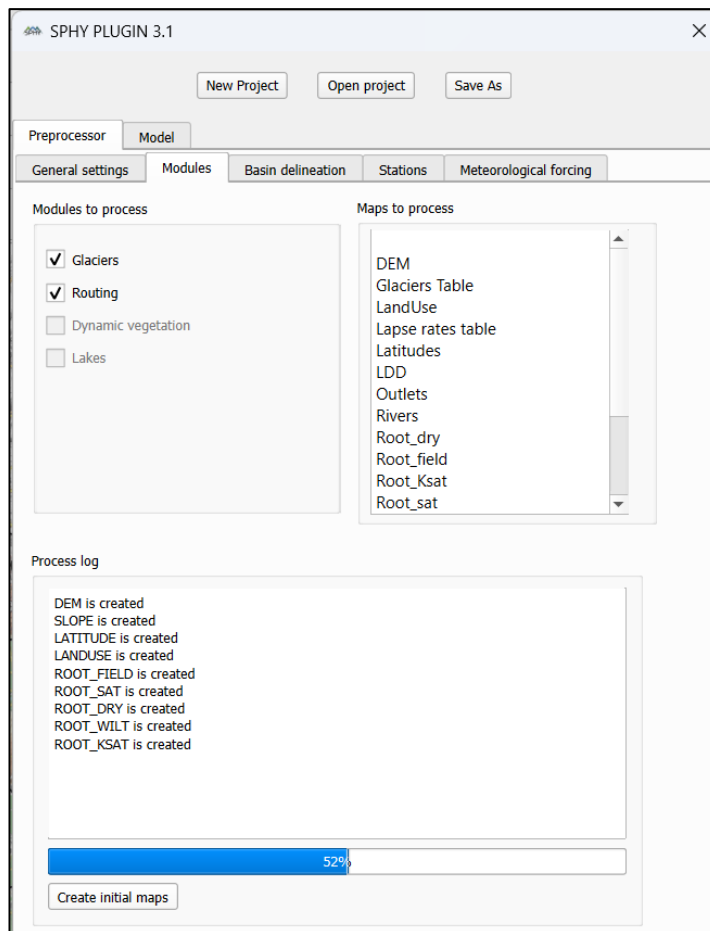 SPHY PLUGIN 3.1
New Project Open project Save As
Preprocessor Model
General settings Modules Basin delineation Stations Meteorological forcing
Modules to process
Glaciers
Routing
Dynamic vegetation
Lakes
Maps to process
DEM
Glaciers Table
LandUse
Lapse rates table
Latitudes
LDD
Outlets
Rivers
Root_dry
Root_field
Root_Ksat
Root_sat
Process log
DEM is created
SLOPE is created
LATITUDE is created
LANDUSE is created
ROOT_FIELD is created
ROOT_SAT is created
ROOT_DRY is created
ROOT_WILT is created
ROOT_KSAT is created
52%
Create initial maps